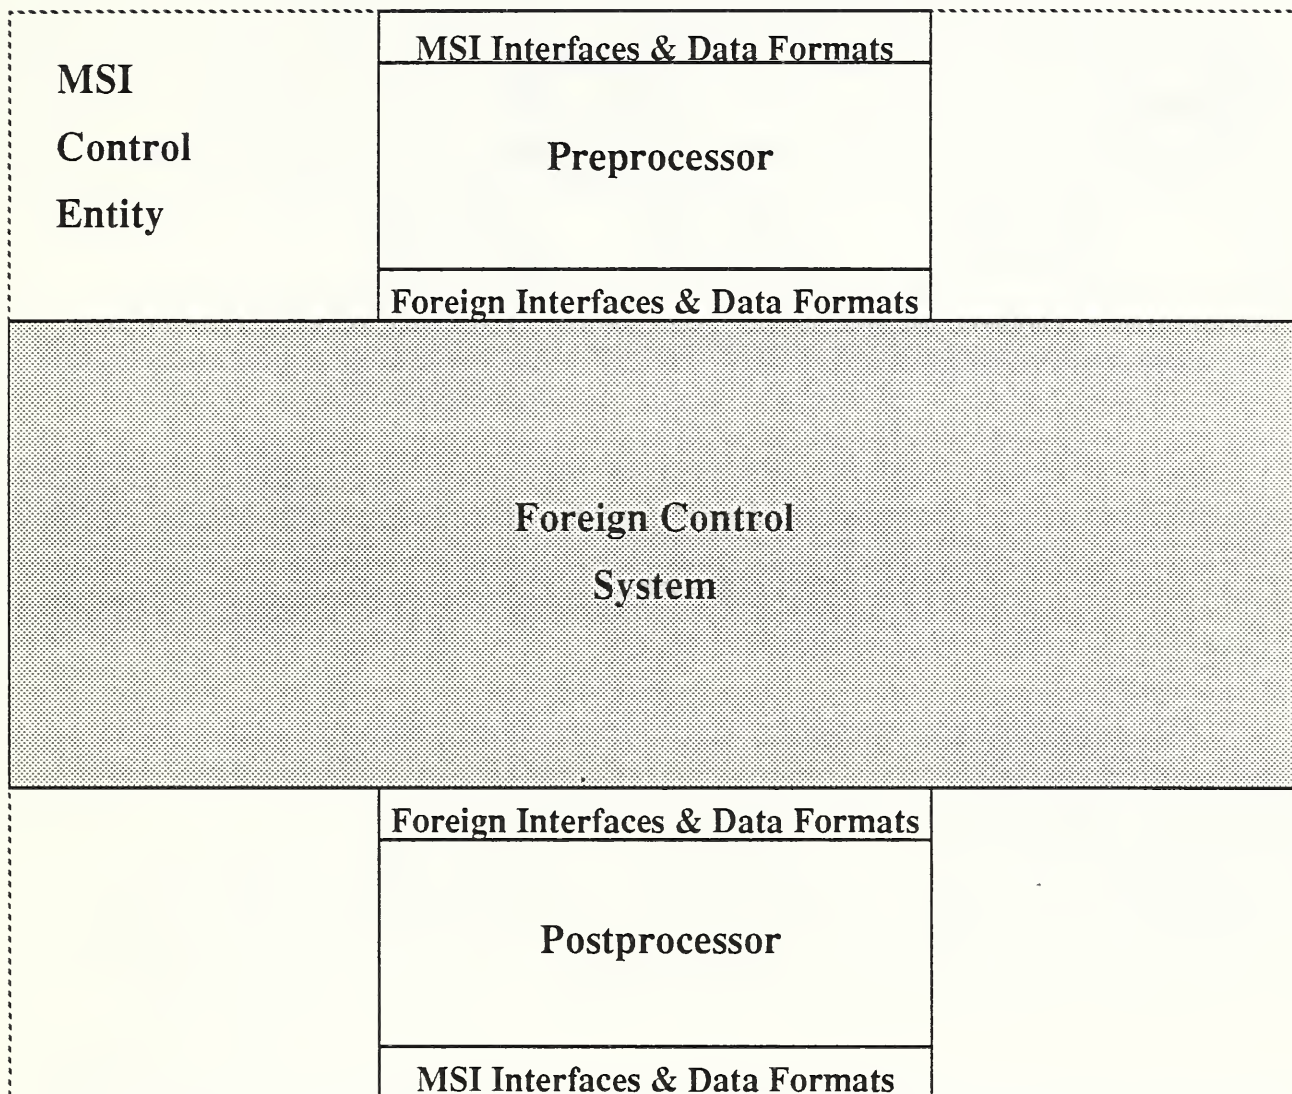 MSI Interfaces & Data Formats
MSI
Control
Entity
Preprocessor
Foreign Interfaces & Data Formats
Foreign Control
System
Foreign Interfaces & Data Formats
Postprocessor
MSI Interfaces & Data Formats